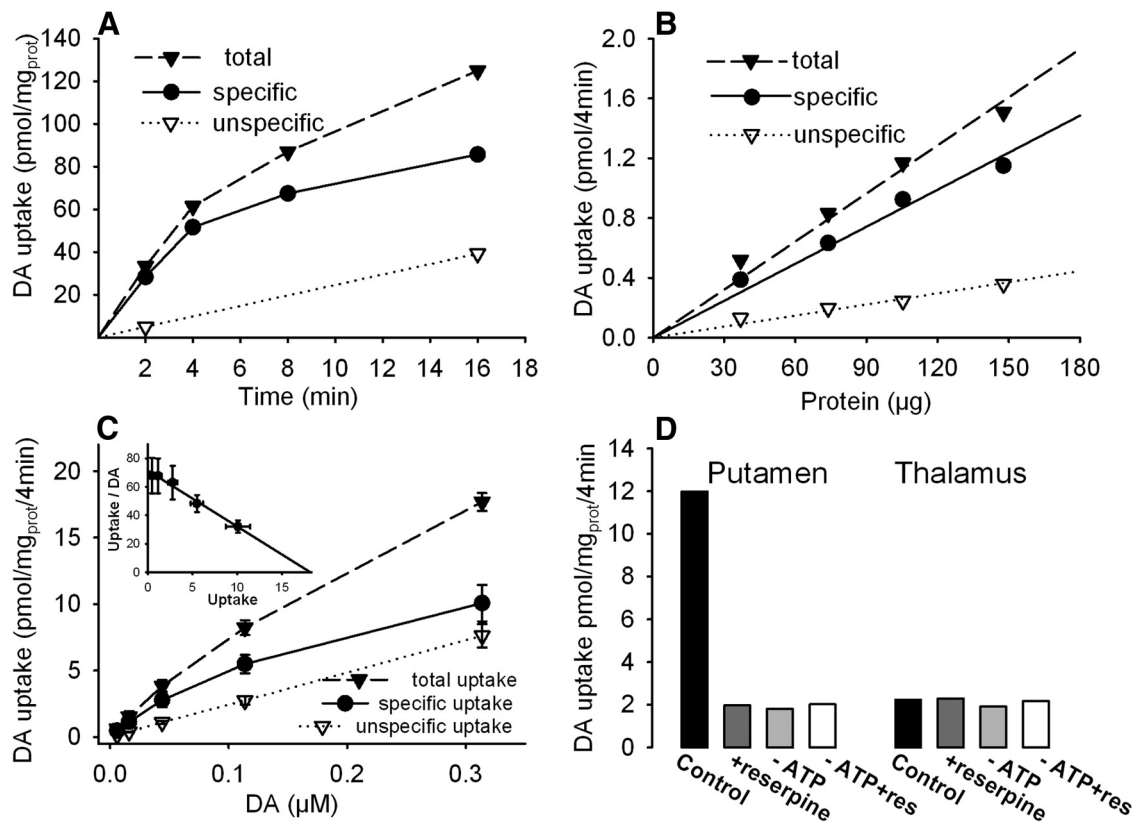 A
DA uptake (pmol/mgprot)
140
120
100
80
60
40
20
total
specific
unspecific
2 4 6 8 10 12 14 16 18
Time (min)
B
DA uptake (pmol/4min)
2.0
1.6
1.2
0.8
0.4
0.0
total
specific
unspecific
0 30 60 90 120 150 180
Protein (µg)
C
DA uptake (pmol/mgprot/4min)
20
15
10
5
0
Uptake / DA
80
60
40
20
0
0 5 10 15
Uptake
total uptake
specific uptake
unspecific uptake
0.0 0.1 0.2 0.3
DA (µM)
D
DA uptake pmol/mgprot/4min
14
12
10
8
6
4
2
0
Putamen Thalamus
Control
+reserpine
- ATP
- ATP+res
Control
+reserpine
- ATP
- ATP+res